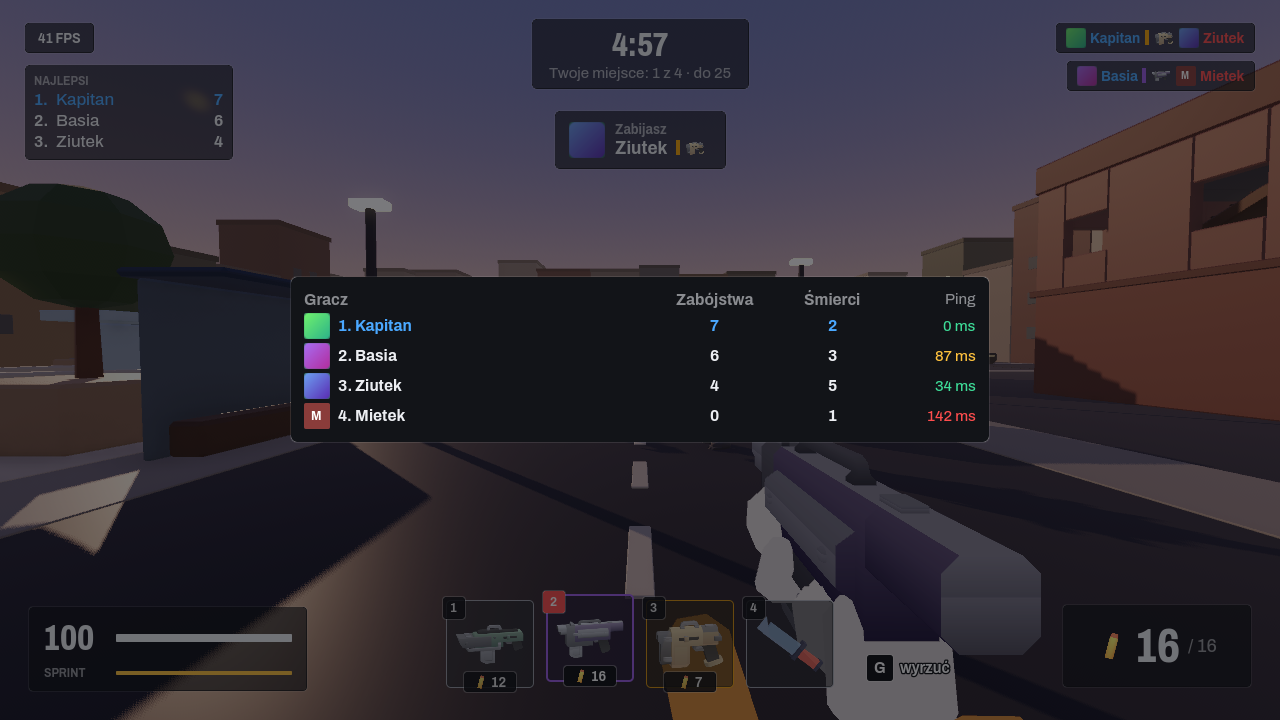 41 FPS
NAJLEPSI
1. Kapitan 7
2. Basia 6
3. Ziutek 4
4:57
Twoje miejsce: 1 z 4 · do 25
Zabijasz
Ziutek
Kapitan Ziutek
Basia M Mietek
Gracz Zabójstwa Śmierci Ping
1. Kapitan 7 2 0 ms
2. Basia 6 3 87 ms
3. Ziutek 4 5 34 ms
M 4. Mietek 0 1 142 ms
100
SPRINT
1 12
2 16
3 7
4
G wyrzuć
16 / 16